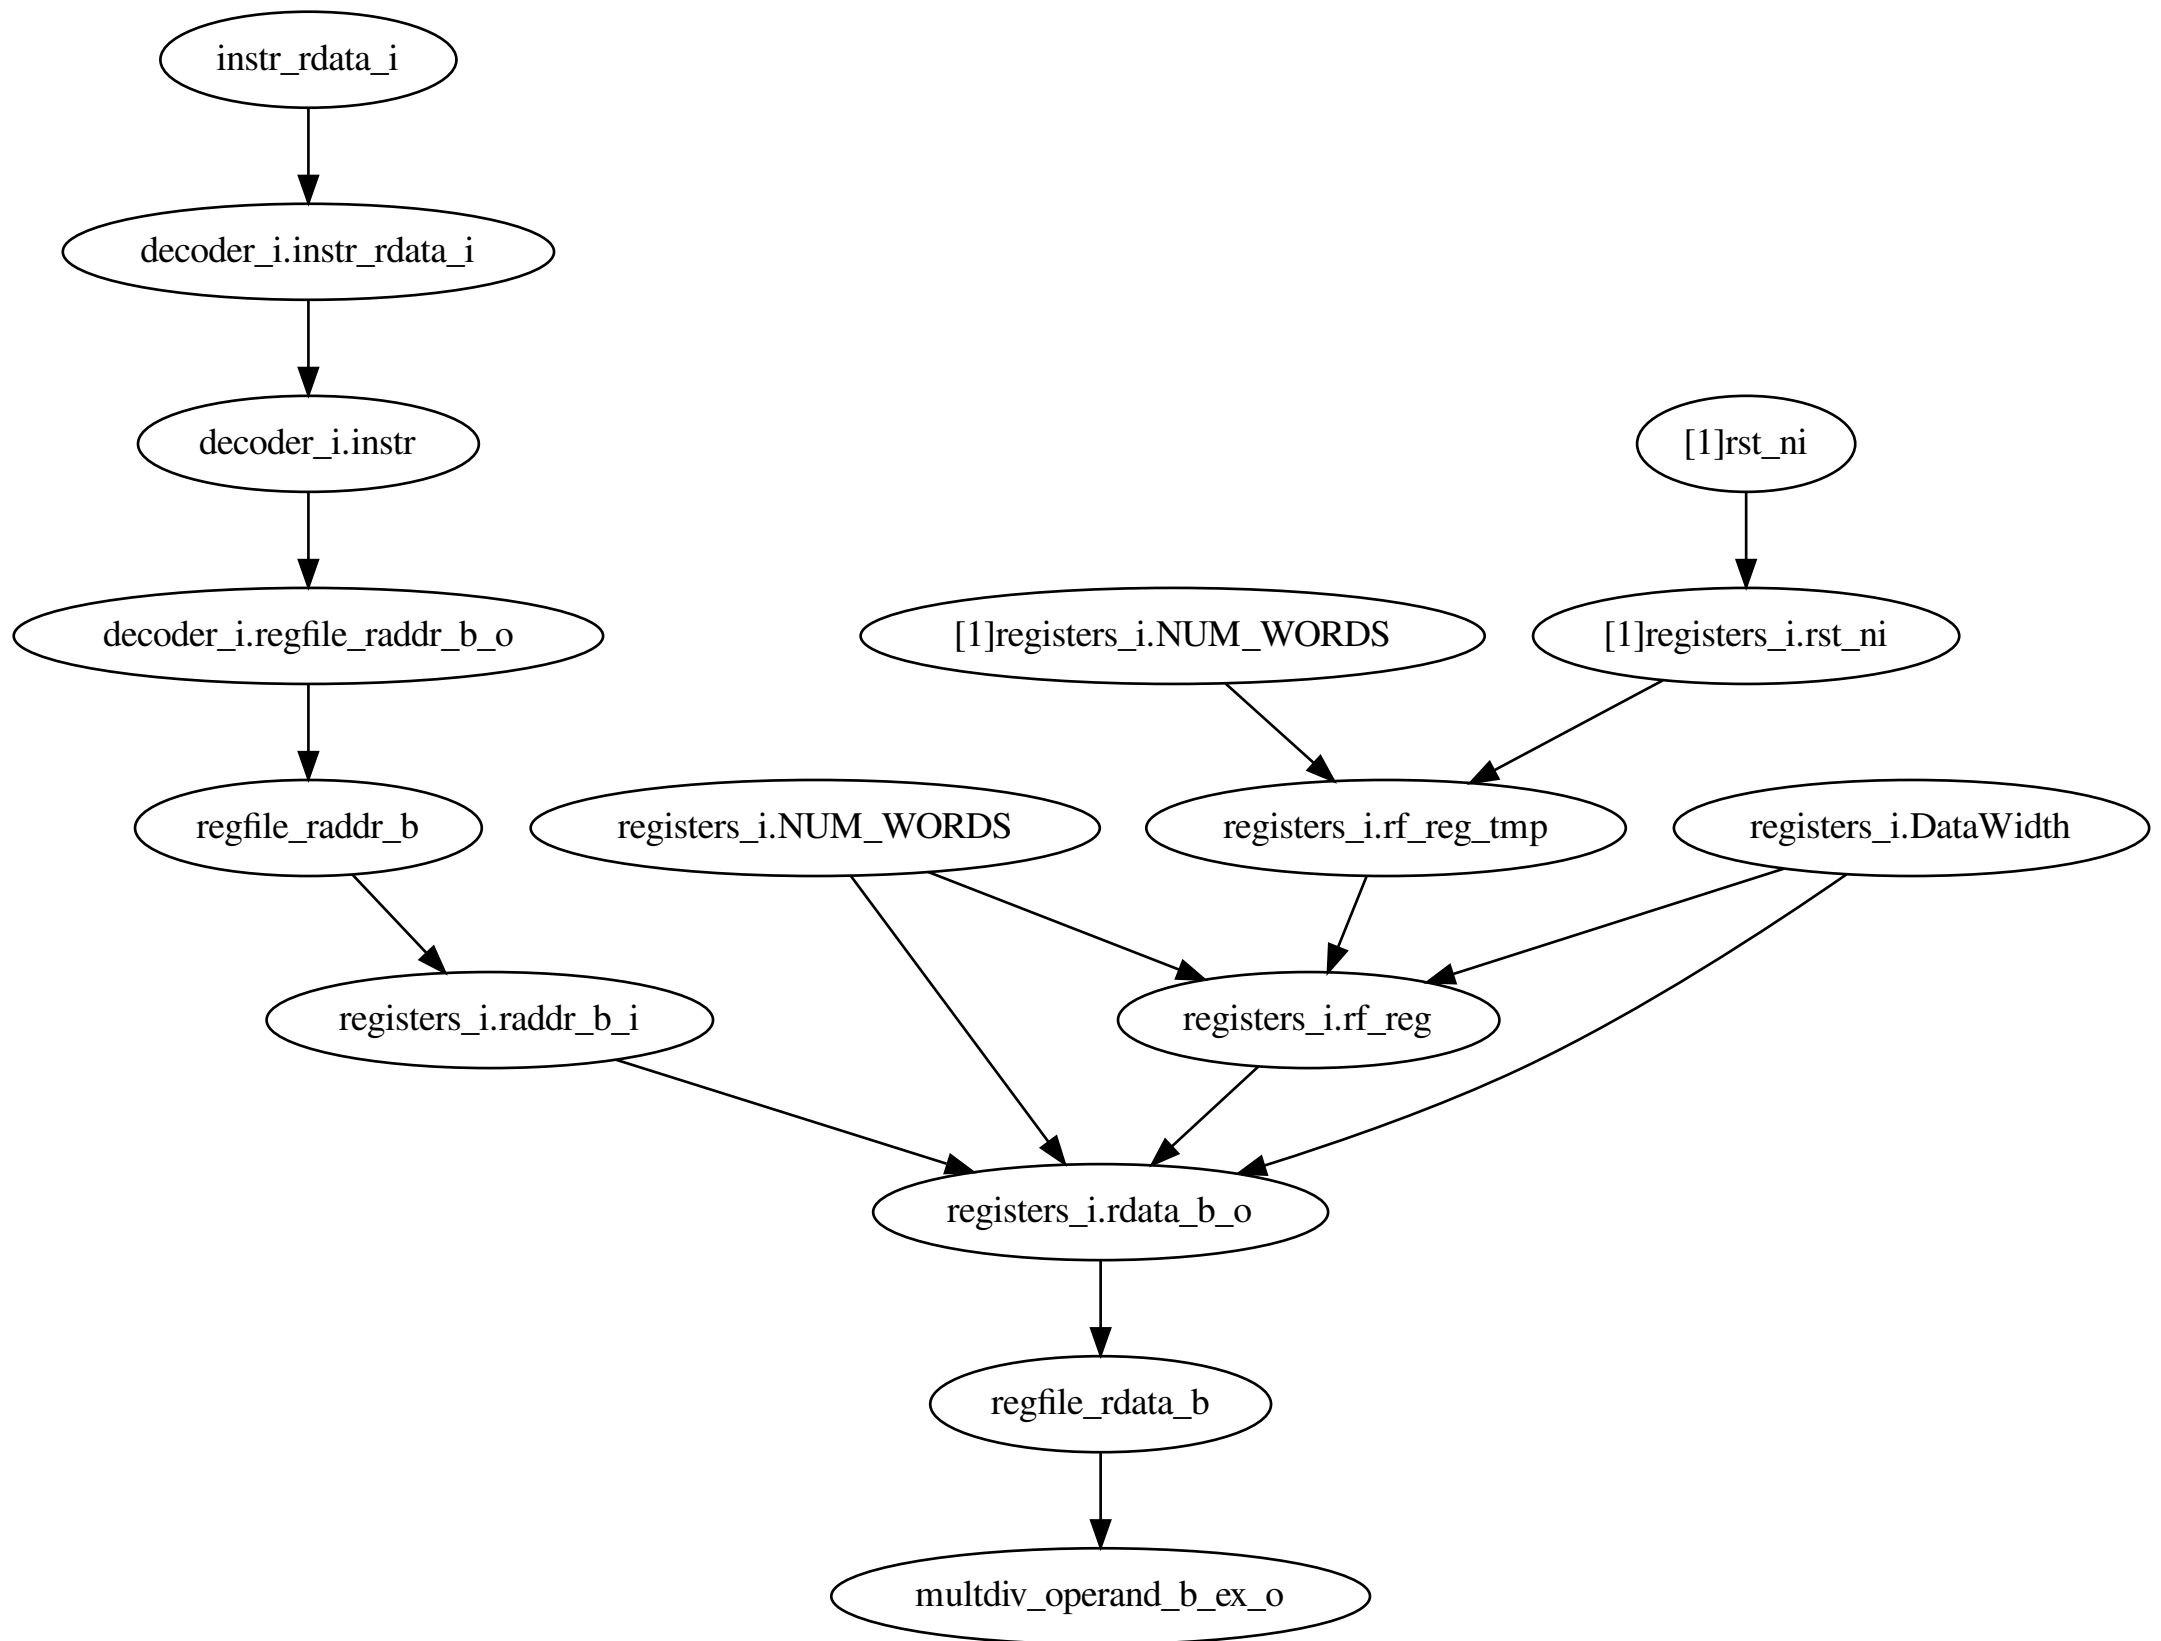 instr_rdata_i
decoder_i.instr_rdata_i
decoder_i.instr
[1]rst_ni
decoder_i.regfile_raddr_b_o
[1]registers_i.NUM_WORDS
[1]registers_i.rst_ni
regfile_raddr_b
registers_i.NUM_WORDS
registers_i.rf_reg_tmp
registers_i.DataWidth
registers_i.raddr_b_i
registers_i.rf_reg
registers_i.rdata_b_o
regfile_rdata_b
multdiv_operand_b_ex_o